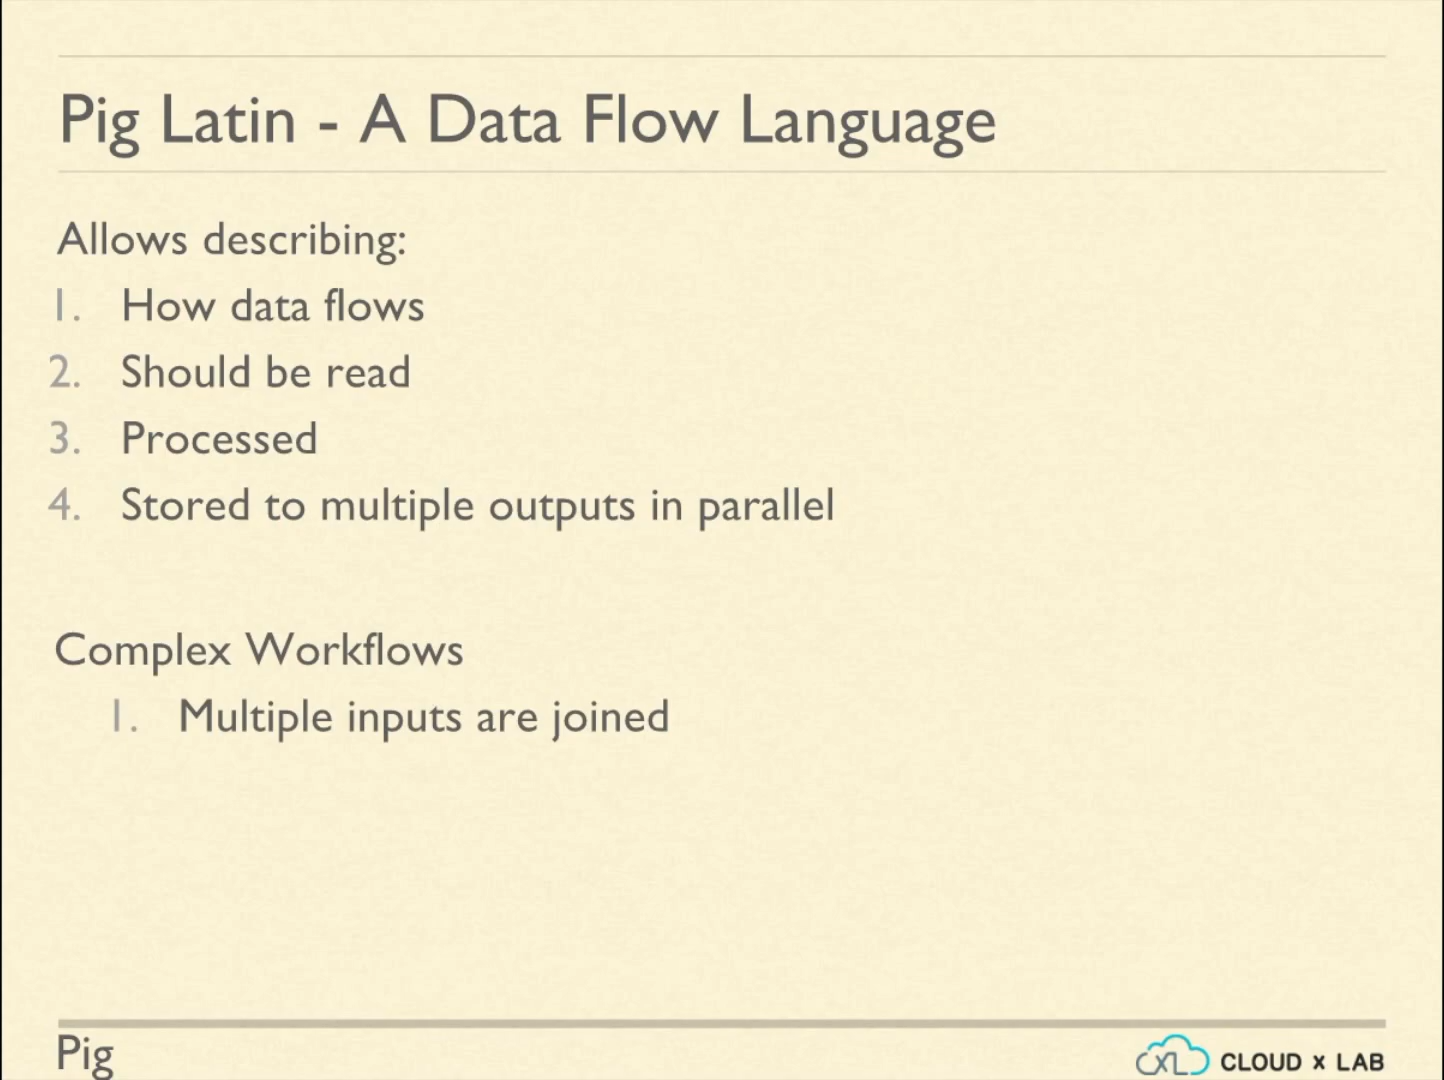 Pig Latin - A Data Flow Language
Allows describing:
1. How data flows
2. Should be read
3. Processed
4. Stored to multiple outputs in parallel
Complex Workflows
1. Multiple inputs are joined
Pig
CXL CLOUD x LAB